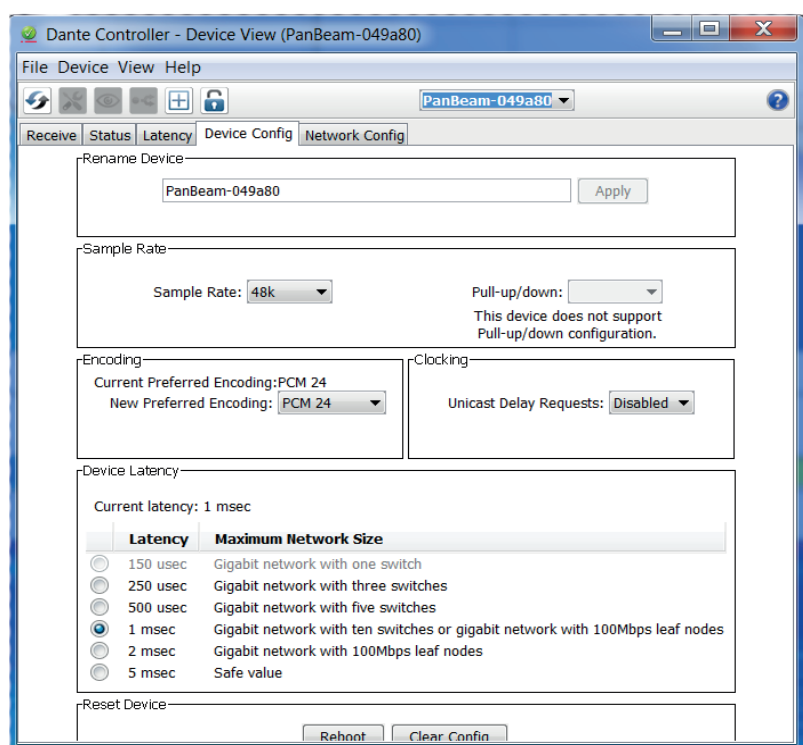 Dante Controller - Device View (PanBeam-049a80)
File Device View Help
PanBeam-049a80
Receive Status Latency Device Config Network Config
Rename Device
PanBeam-049a80 Apply
Sample Rate
Sample Rate: 48k Pull-up/down:
This device does not support
Pull-up/down configuration.
Encoding
Current Preferred Encoding:PCM 24
New Preferred Encoding: PCM 24
Clocking
Unicast Delay Requests: Disabled
Device Latency
Current latency: 1 msec
Latency Maximum Network Size
150 usec Gigabit network with one switch
250 usec Gigabit network with three switches
500 usec Gigabit network with five switches
1 msec Gigabit network with ten switches or gigabit network with 100Mbps leaf nodes
2 msec Gigabit network with 100Mbps leaf nodes
5 msec Safe value
Reset Device
Reboot Clear Config